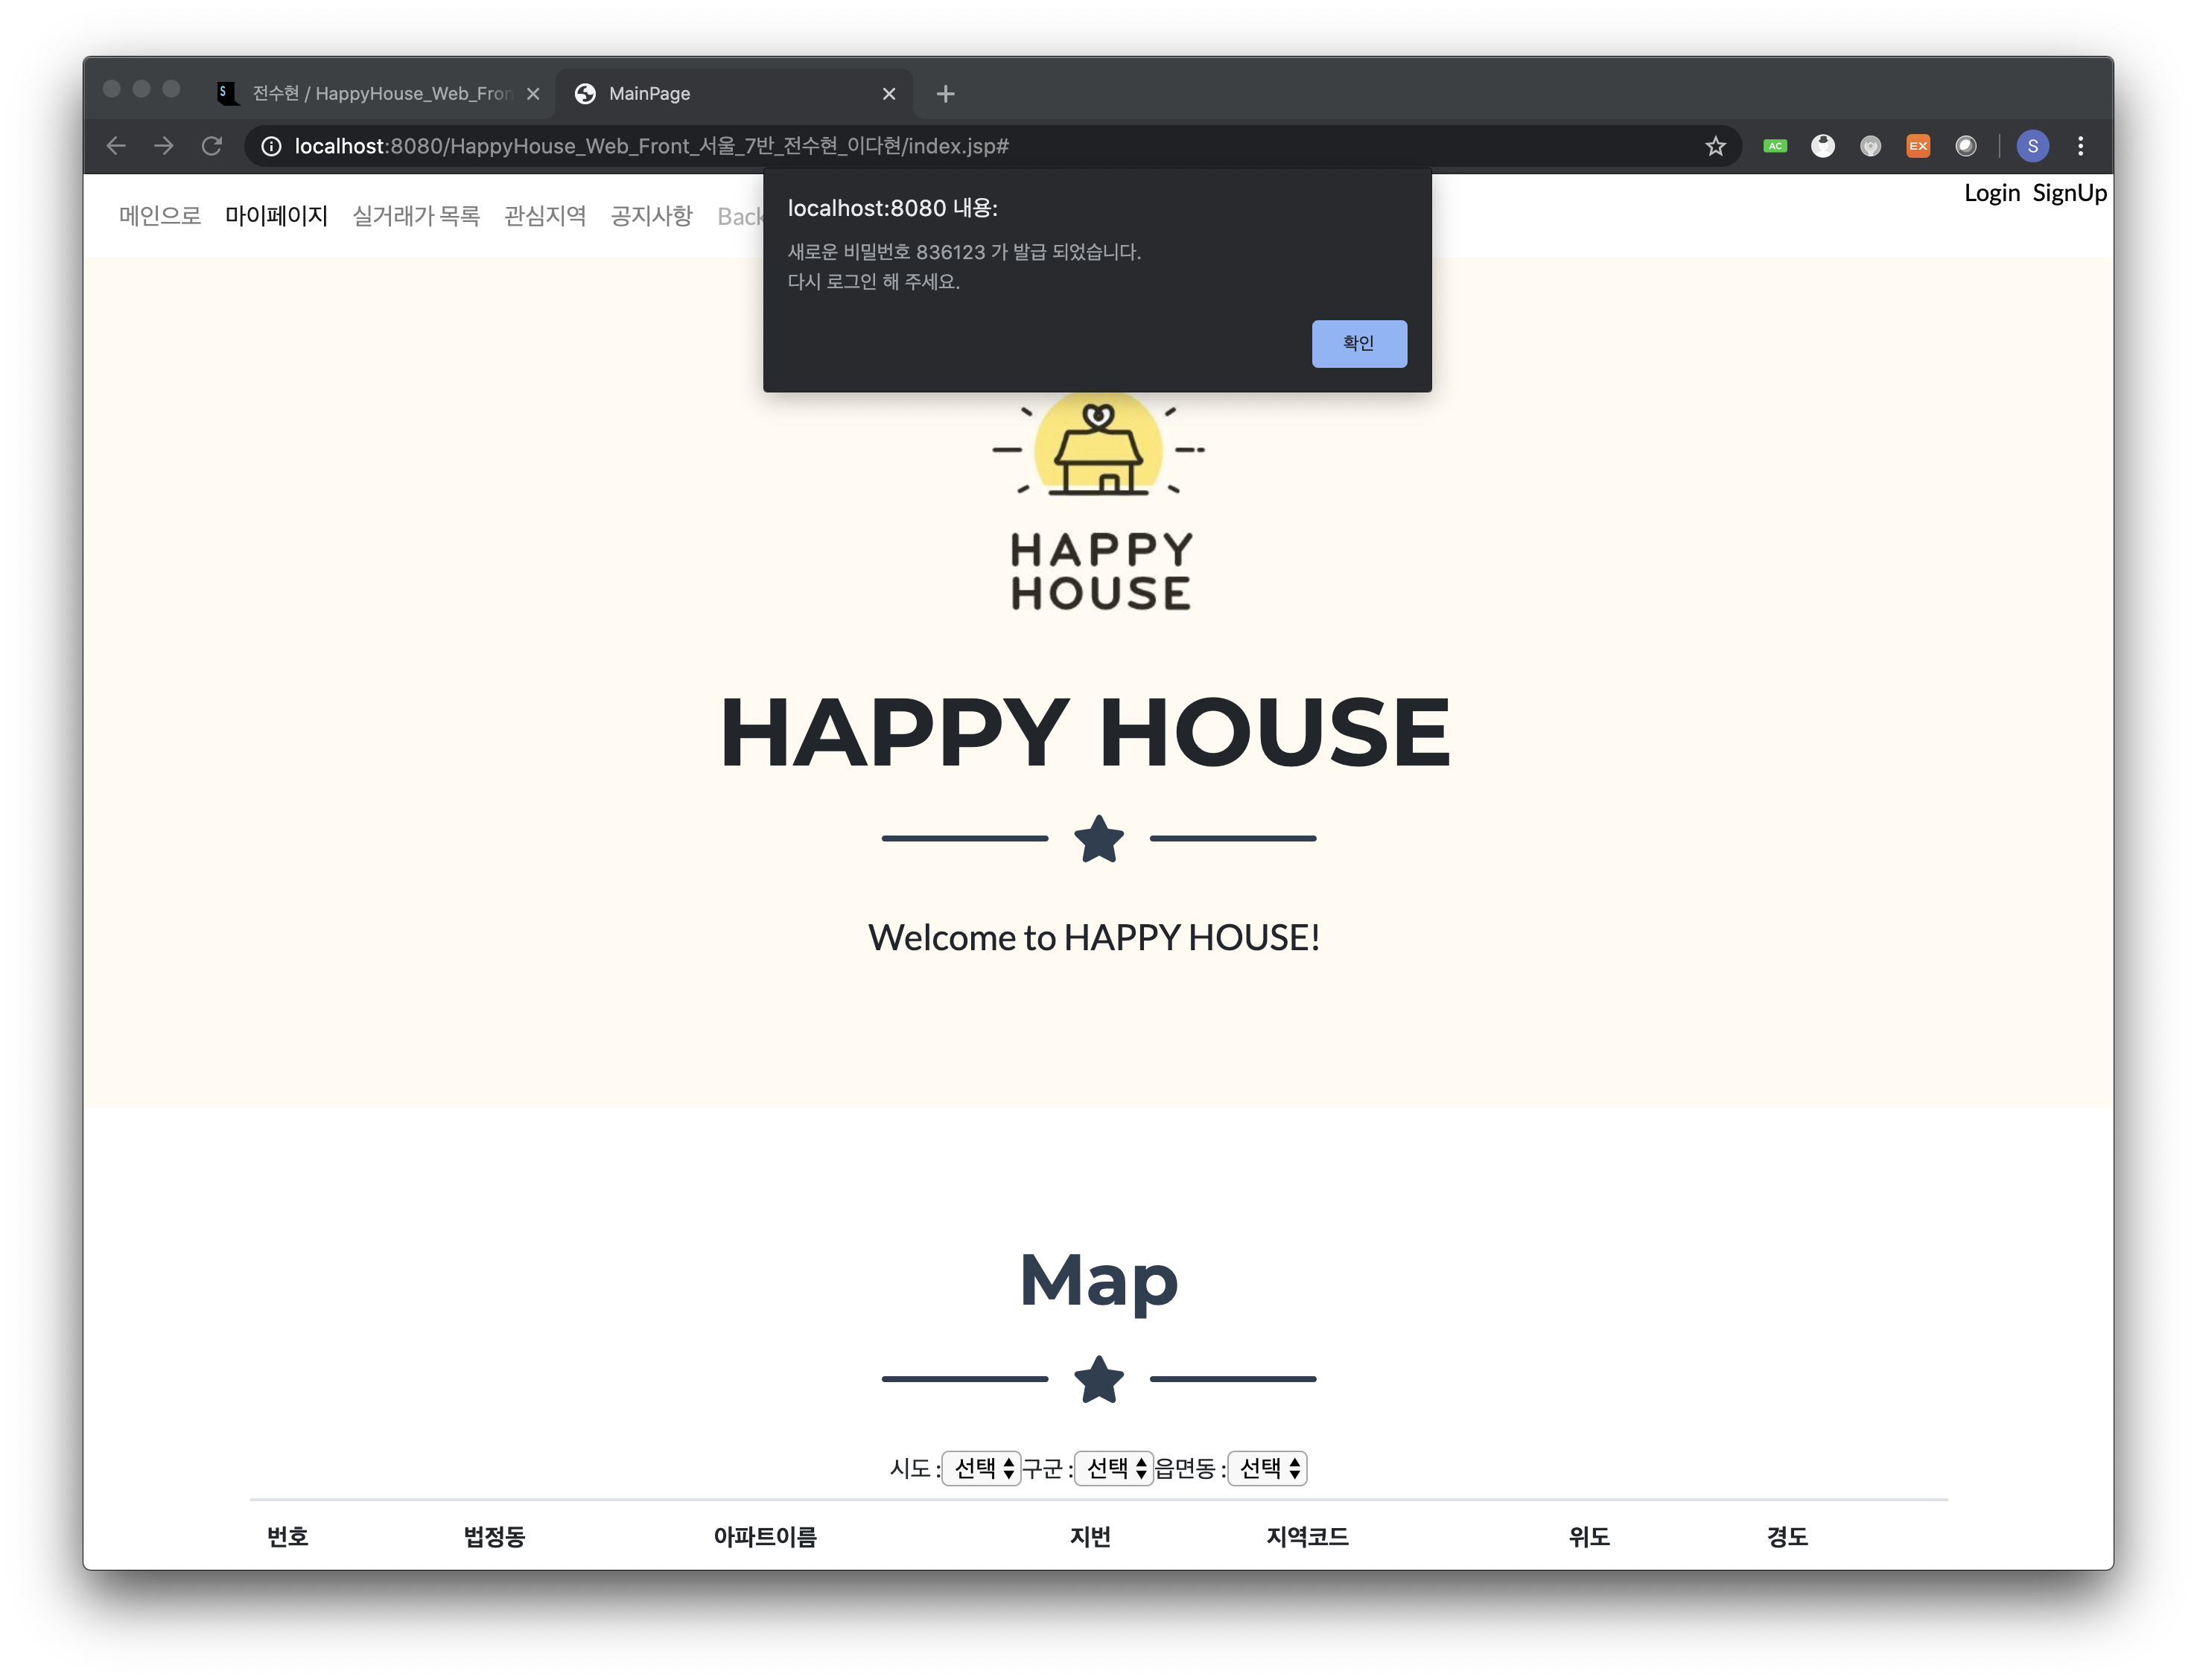 전수현 / HappyHouse_Web_Fron
MainPage
localhost:8080/HappyHouse_Web_Front_서울_7반_전수현_이다현/index.jsp#
AC
EX
S
Login SignUp
메인으로 마이페이지 실거래가 목록 관심지역 공지사항 Back
localhost:8080 내용:
새로운 비밀번호 836123 가 발급 되었습니다.
다시 로그인 해 주세요.
확인
HAPPY
HOUSE
HAPPY HOUSE
Welcome to HAPPY HOUSE!
Map
시도 : 선택 구군 : 선택 읍면동 : 선택
번호 법정동 아파트이름 지번 지역코드 위도 경도